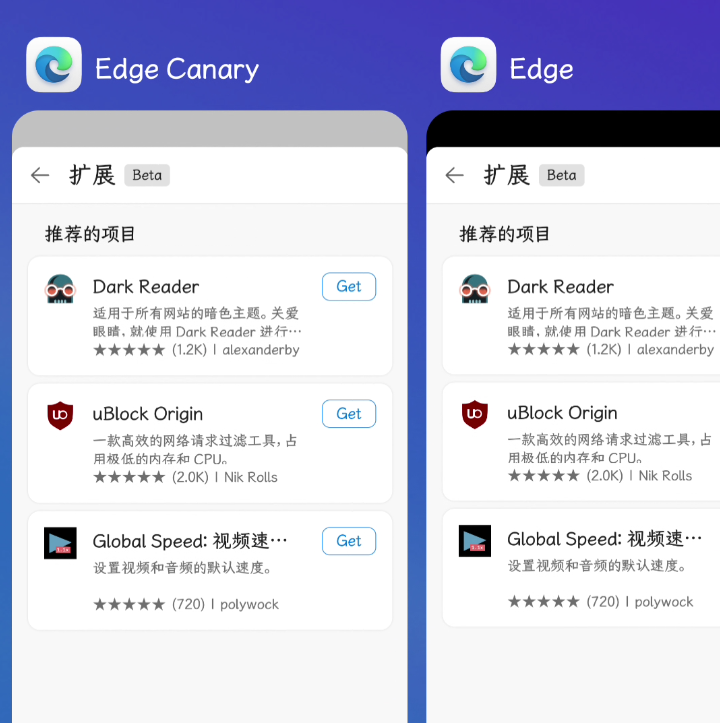 Edge Canary
扩展 Beta
推荐的项目
Dark Reader
Get
适用于所有网站的暗色主题。关爱
眼睛,就使用 Dark Reader 进行…
★★★★★ (1.2K) | alexanderby
uBlock Origin
Get
一款高效的网络请求过滤工具,占
用极低的内存和 CPU。
★★★★★ (2.0K) | Nik Rolls
Global Speed: 视频速…
Get
设置视频和音频的默认速度。
★★★★★ (720) | polywock
Edge
扩展 Beta
推荐的项目
Dark Reader
适用于所有网站的暗色主题。关爱
眼睛,就使用 Dark Reader 进行…
★★★★★ (1.2K) | alexanderby
uBlock Origin
一款高效的网络请求过滤工具,占
用极低的内存和 CPU。
★★★★★ (2.0K) | Nik Rolls
Global Speed: 视频速…
设置视频和音频的默认速度。
★★★★★ (720) | polywock